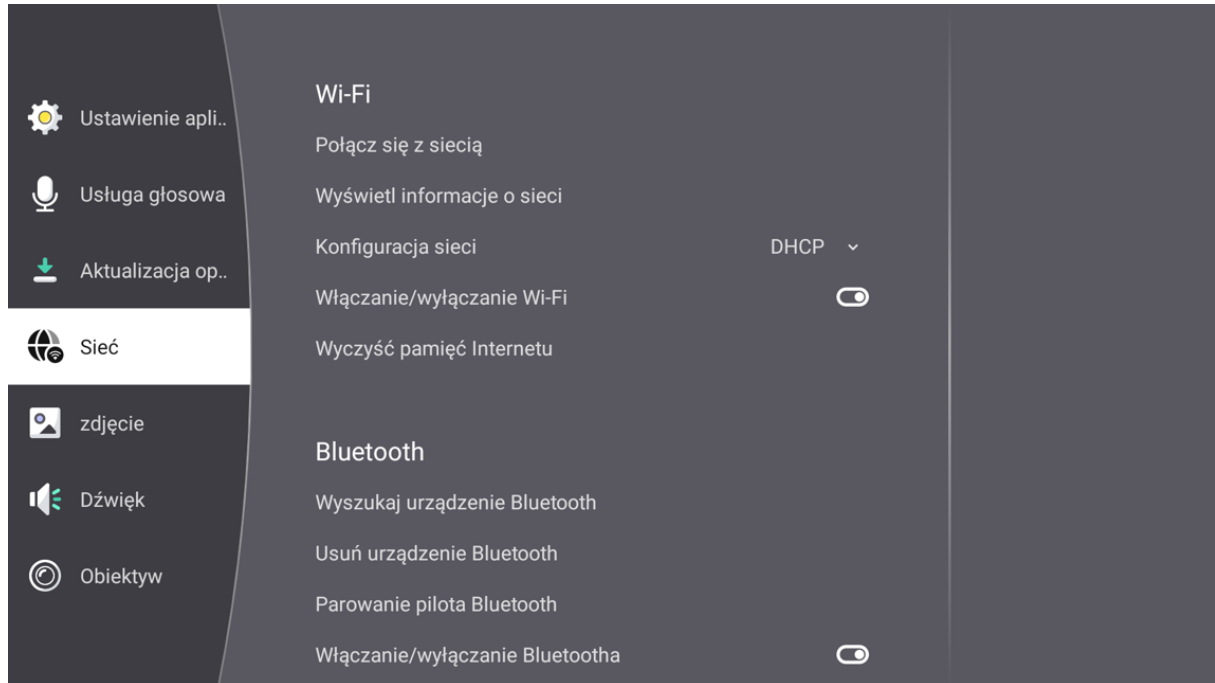 Ustawienie apli..
Usługa głosowa
Aktualizacja op..
Sieć
zdjęcie
Dźwięk
Obiektyw
Wi-Fi
Połącz się z siecią
Wyświetl informacje o sieci
Konfiguracja sieci DHCP
Włączanie/wyłączanie Wi-Fi
Wyczyść pamięć Internetu
Bluetooth
Wyszukaj urządzenie Bluetooth
Usuń urządzenie Bluetooth
Parowanie pilota Bluetooth
Włączanie/wyłączanie Bluetootha